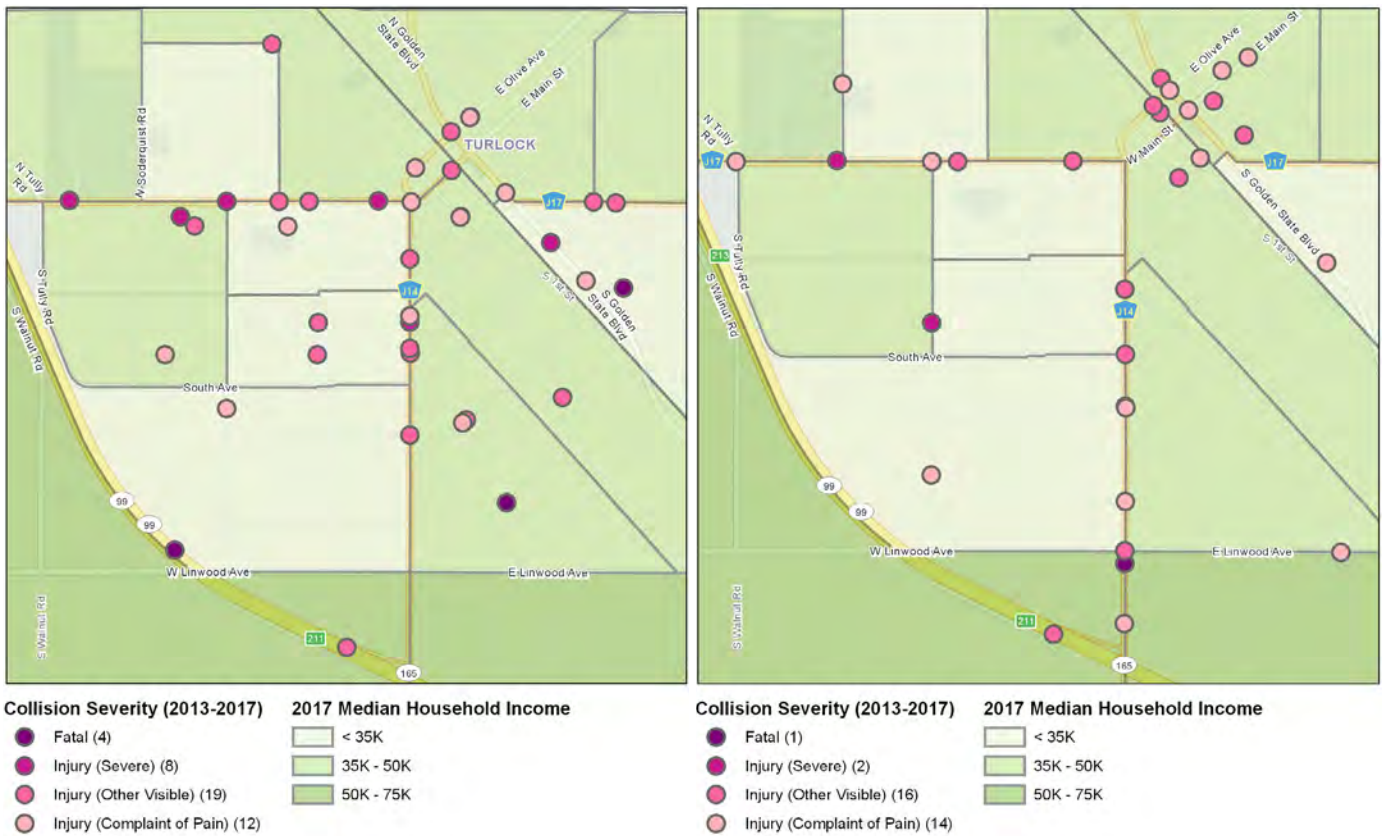 N Golden
State Blvd
E Olive Ave
E Main St
W Soderquist Rd
TURLOCK
N Tully
Rd
J17
S Tully Rd
S Walnut Rd
J14
S 1st St
S Golden
State Blvd
South Ave
99
99
W Linwood Ave
E Linwood Ave
S Walnut Rd
211
165
Collision Severity (2013-2017)
Fatal (4)
Injury (Severe) (8)
Injury (Other Visible) (19)
Injury (Complaint of Pain) (12)
2017 Median Household Income
< 35K
35K - 50K
50K - 75K
N Golden
State Blvd
E Olive Ave
E Main St
N Tully
Rd
J17
W Main St
J17
S Golden State Blvd
S 1st St
213
S Tully Rd
S Walnut Rd
J14
South Ave
99
99
W Linwood Ave
E Linwood Ave
S Walnut Rd
211
165
Collision Severity (2013-2017)
Fatal (1)
Injury (Severe) (2)
Injury (Other Visible) (16)
Injury (Complaint of Pain) (14)
2017 Median Household Income
< 35K
35K - 50K
50K - 75K